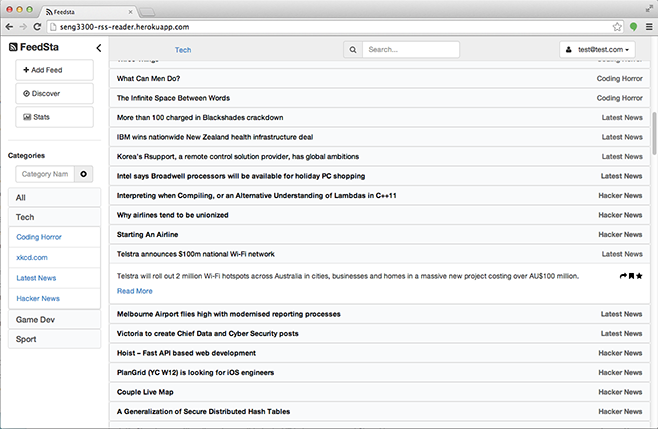 Feedsta
seng3300-rss-reader.herokuapp.com
FeedSta
Tech
Search...
test@test.com
Add Feed
Discover
Stats
Categories
Category Nam
All
Tech
Coding Horror
xkcd.com
Latest News
Hacker News
Game Dev
Sport
Coding Horror
What Can Men Do? Coding Horror
The Infinite Space Between Words Coding Horror
More than 100 charged in Blackshades crackdown Latest News
IBM wins nationwide New Zealand health infrastructure deal Latest News
Korea's Rsupport, a remote control solution provider, has global ambitions Latest News
Intel says Broadwell processors will be available for holiday PC shopping Latest News
Interpreting when Compiling, or an Alternative Understanding of Lambdas in C++11 Hacker News
Why airlines tend to be unionized Hacker News
Starting An Airline Hacker News
Telstra announces $100m national Wi-Fi network Latest News
Telstra will roll out 2 million Wi-Fi hotspots across Australia in cities, businesses and homes in a massive new project costing over AU$100 million.
Read More
Melbourne Airport flies high with modernised reporting processes Latest News
Victoria to create Chief Data and Cyber Security posts Latest News
Hoist – Fast API based web development Hacker News
PlanGrid (YC W12) is looking for iOS engineers Hacker News
Couple Live Map Hacker News
A Generalization of Secure Distributed Hash Tables Hacker News